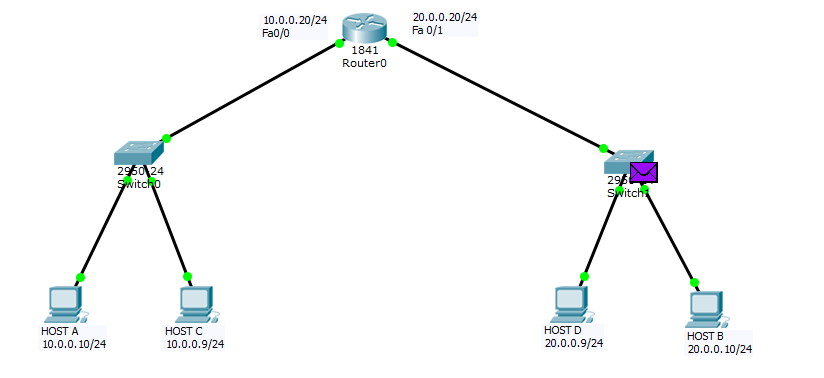 10.0.0.20/24
Fa0/0
20.0.0.20/24
Fa 0/1
1841
Router0
Switch0
HOST A
10.0.0.10/24
HOST C
10.0.0.9/24
HOST D
20.0.0.9/24
HOST B
20.0.0.10/24